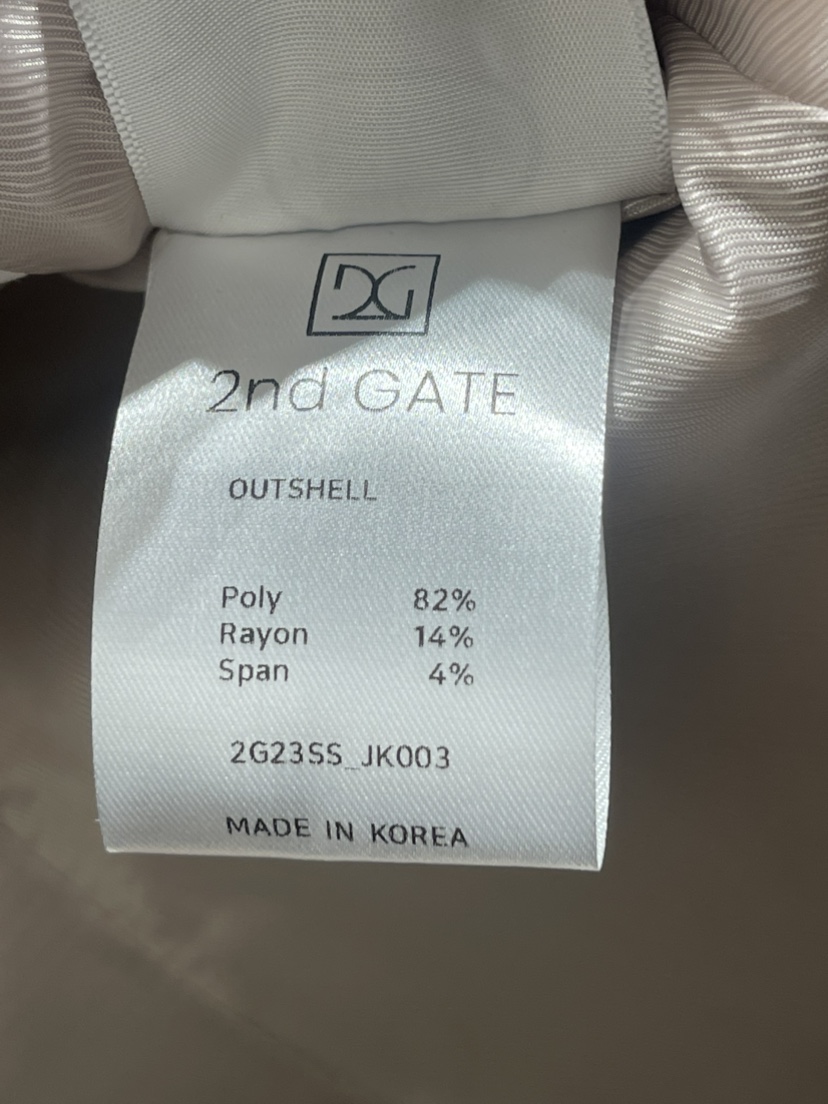 2G
2nd GATE
OUTSHELL
Poly 82%
Rayon 14%
Span 4%
2G23SS_JK003
MADE IN KOREA